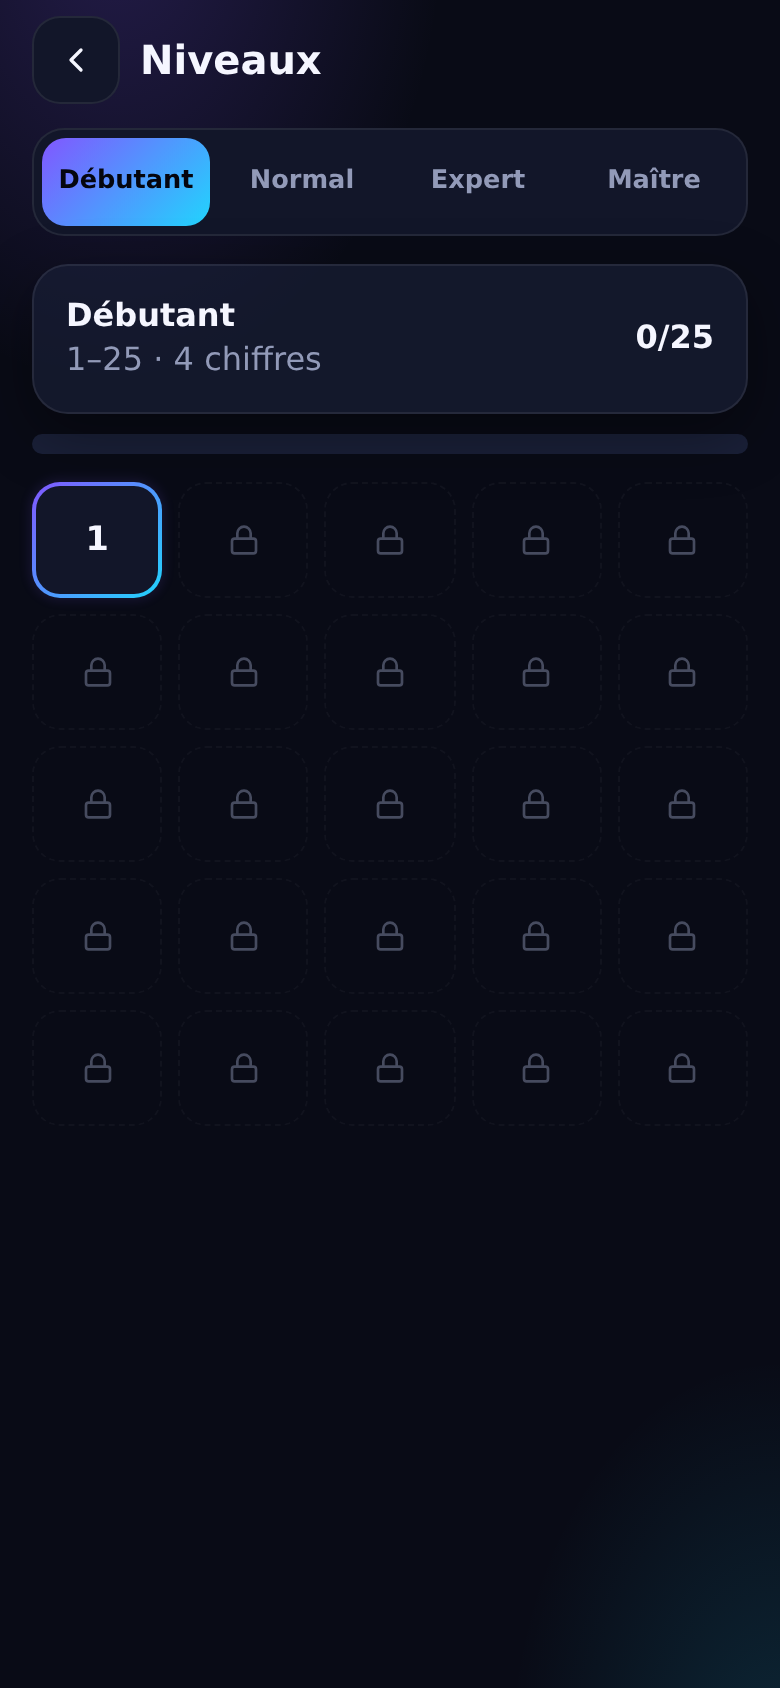 Niveaux
Débutant
Normal
Expert
Maître
Débutant
1–25 · 4 chiffres
0/25
1